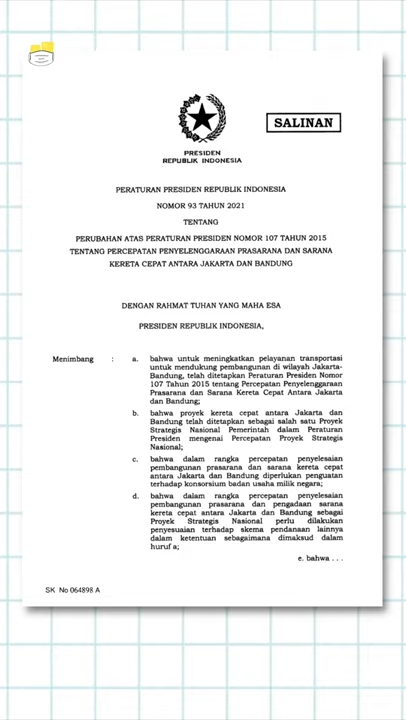 SALINAN
PRESIDEN
REPUBLIK INDONESIA
PERATURAN PRESIDEN REPUBLIK INDONESIA
NOMOR 93 TAHUN 2021
TENTANG
PERUBAHAN ATAS PERATURAN PRESIDEN NOMOR 107 TAHUN 2015
TENTANG PERCEPATAN PENYELENGGARAAN PRASARANA DAN SARANA
KERETA CEPAT ANTARA JAKARTA DAN BANDUNG
DENGAN RAHMAT TUHAN YANG MAHA ESA
PRESIDEN REPUBLIK INDONESIA,
Menimbang : a. bahwa untuk meningkatkan pelayanan transportasi
untuk mendukung pembangunan di wilayah Jakarta-
Bandung, telah ditetapkan Peraturan Presiden Nomor
107 Tahun 2015 tentang Percepatan Penyelenggaraan
Prasarana dan Sarana Kereta Cepat Antara Jakarta
dan Bandung;
b. bahwa proyek kereta cepat antara Jakarta dan
Bandung telah ditetapkan sebagai salah satu Proyek
Strategis Nasional Pemerintah dalam Peraturan
Presiden mengenai Percepatan Proyek Strategis
Nasional;
c. bahwa dalam rangka percepatan penyelesaian
pembangunan prasarana dan sarana kereta cepat
antara Jakarta dan Bandung diperlukan penguatan
terhadap konsorsium badan usaha milik negara;
d. bahwa dalam rangka percepatan penyelesaian
pembangunan prasarana dan pengadaan sarana
kereta cepat antara Jakarta dan Bandung sebagai
Proyek Strategis Nasional perlu dilakukan
penyesuaian terhadap skema pendanaan lainnya
dalam ketentuan sebagaimana dimaksud dalam
huruf a;
e. bahwa . . .
SK No 064898 A